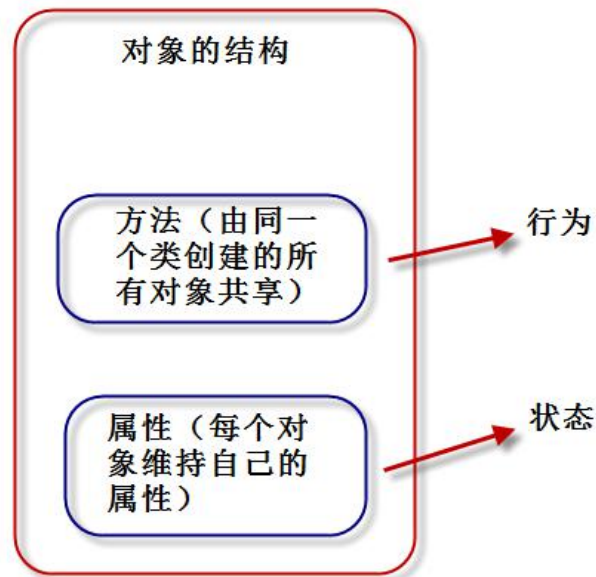 对象的结构
方法（由同一
个类创建的所
有对象共享）
行为
属性（每个对
象维持自己的
属性）
状态